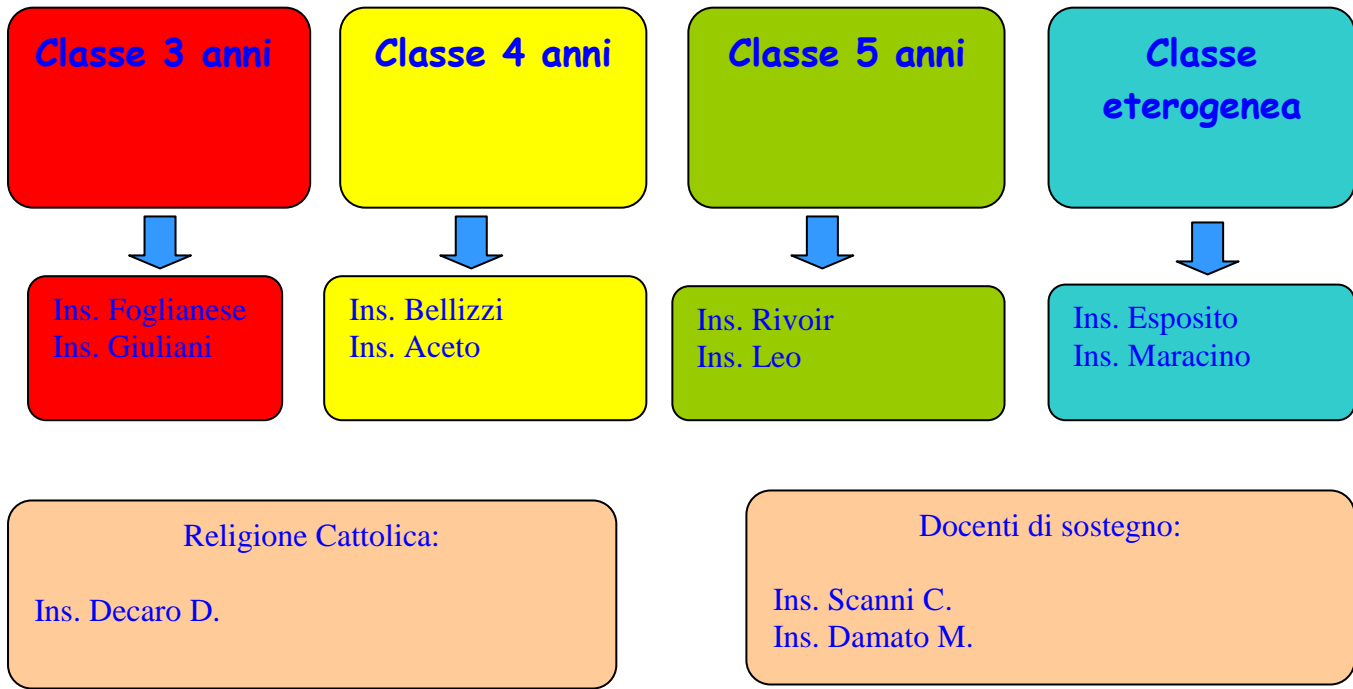 Classe 3 anni
Classe 4 anni
Classe 5 anni
Classe
eterogenea
Ins. Foglianese
Ins. Giuliani
Ins. Bellizzi
Ins. Aceto
Ins. Rivoir
Ins. Leo
Ins. Esposito
Ins. Maracino
Religione Cattolica:
Ins. Decaro D.
Docenti di sostegno:
Ins. Scanni C.
Ins. Damato M.